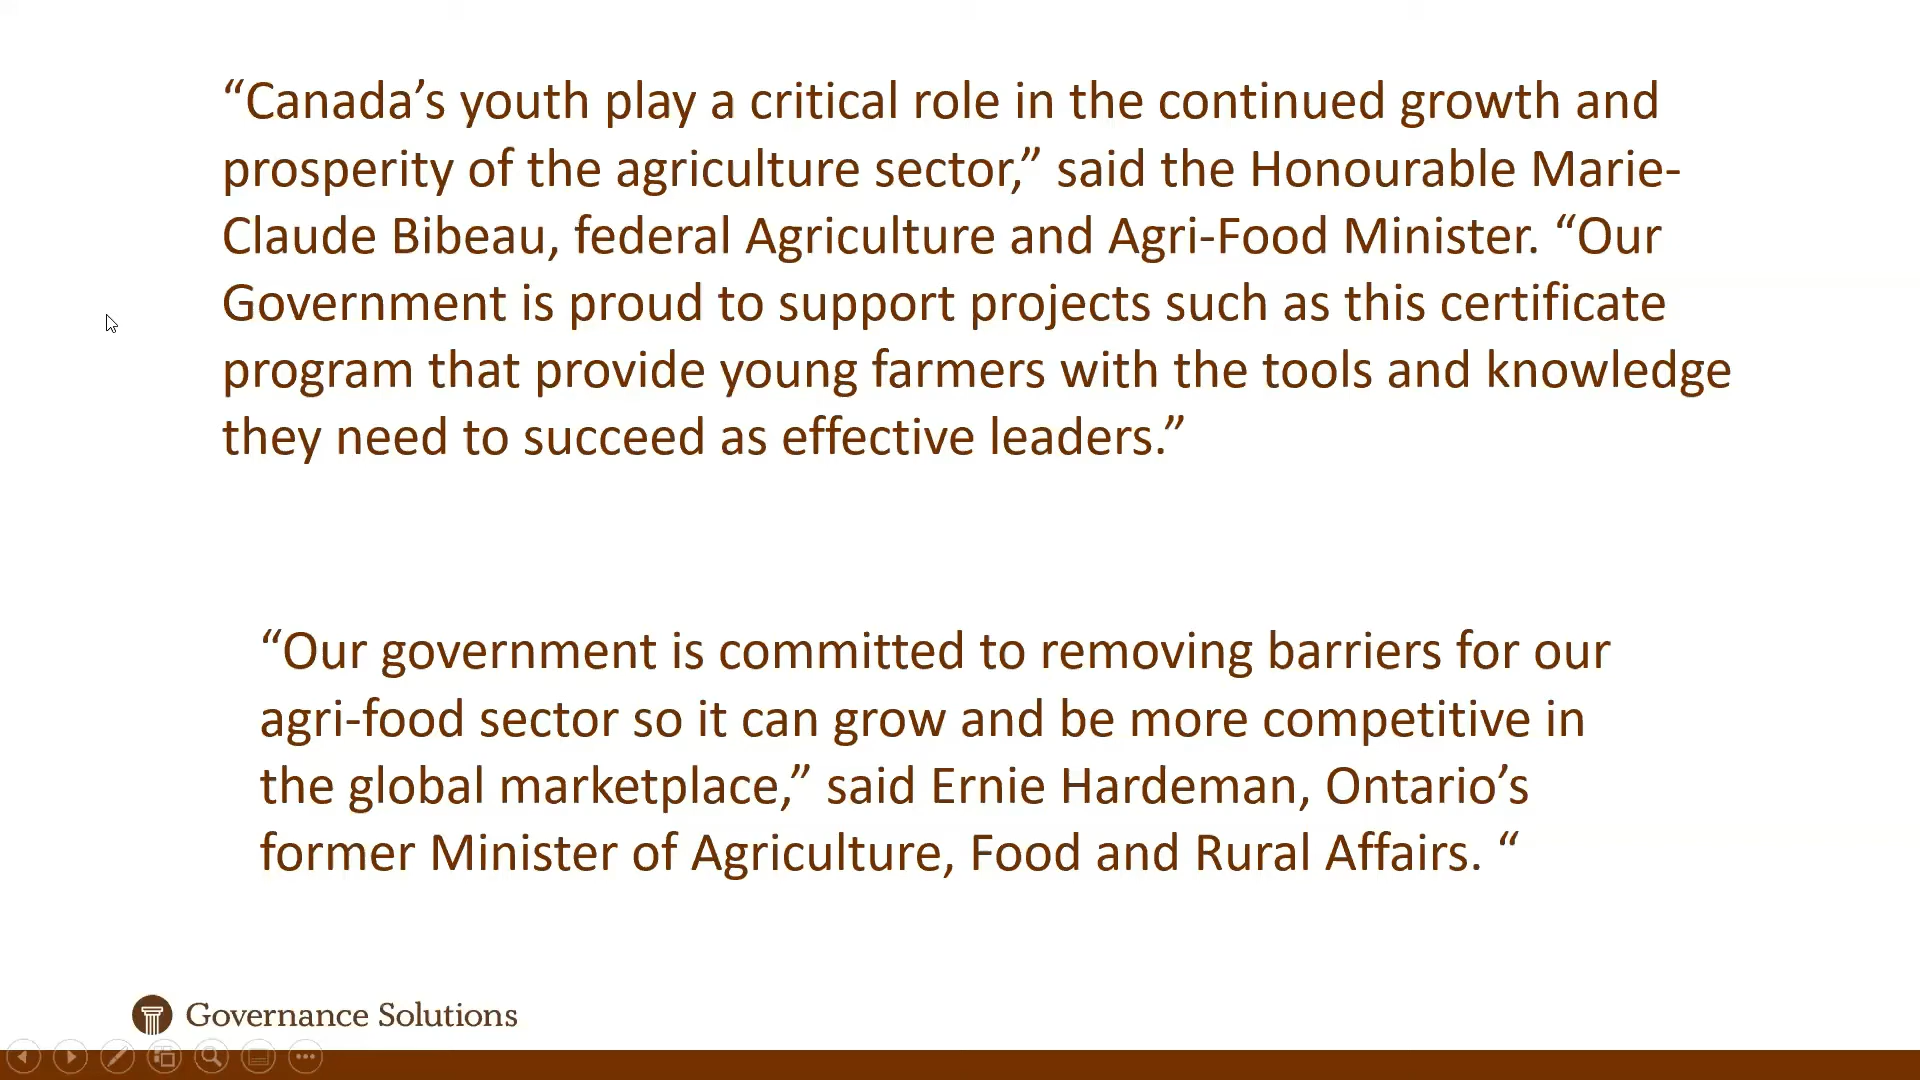 “Canada’s youth play a critical role in the continued growth and
prosperity of the agriculture sector,” said the Honourable Marie-
Claude Bibeau, federal Agriculture and Agri-Food Minister. “Our
Government is proud to support projects such as this certificate
program that provide young farmers with the tools and knowledge
they need to succeed as effective leaders.”
“Our government is committed to removing barriers for our
agri-food sector so it can grow and be more competitive in
the global marketplace,” said Ernie Hardeman, Ontario’s
former Minister of Agriculture, Food and Rural Affairs. “
Governance Solutions